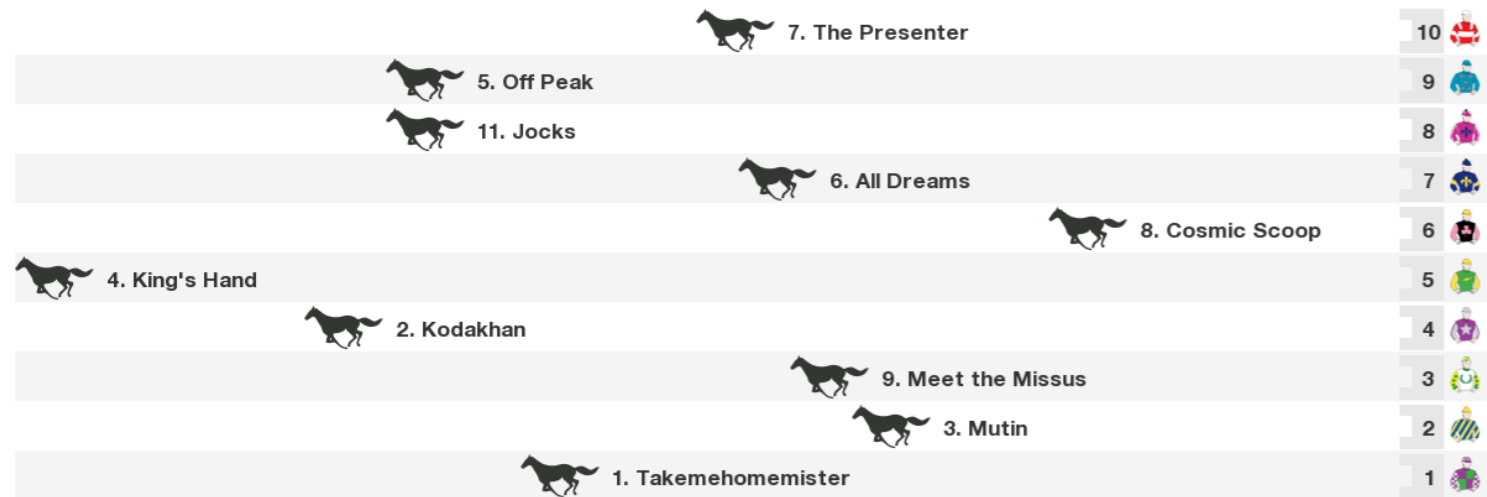 7. The Presenter 10
5. Off Peak 9
11. Jocks 8
6. All Dreams 7
8. Cosmic Scoop 6
4. King's Hand 5
2. Kodakhan 4
9. Meet the Missus 3
3. Mutin 2
1. Takemehomemister 1